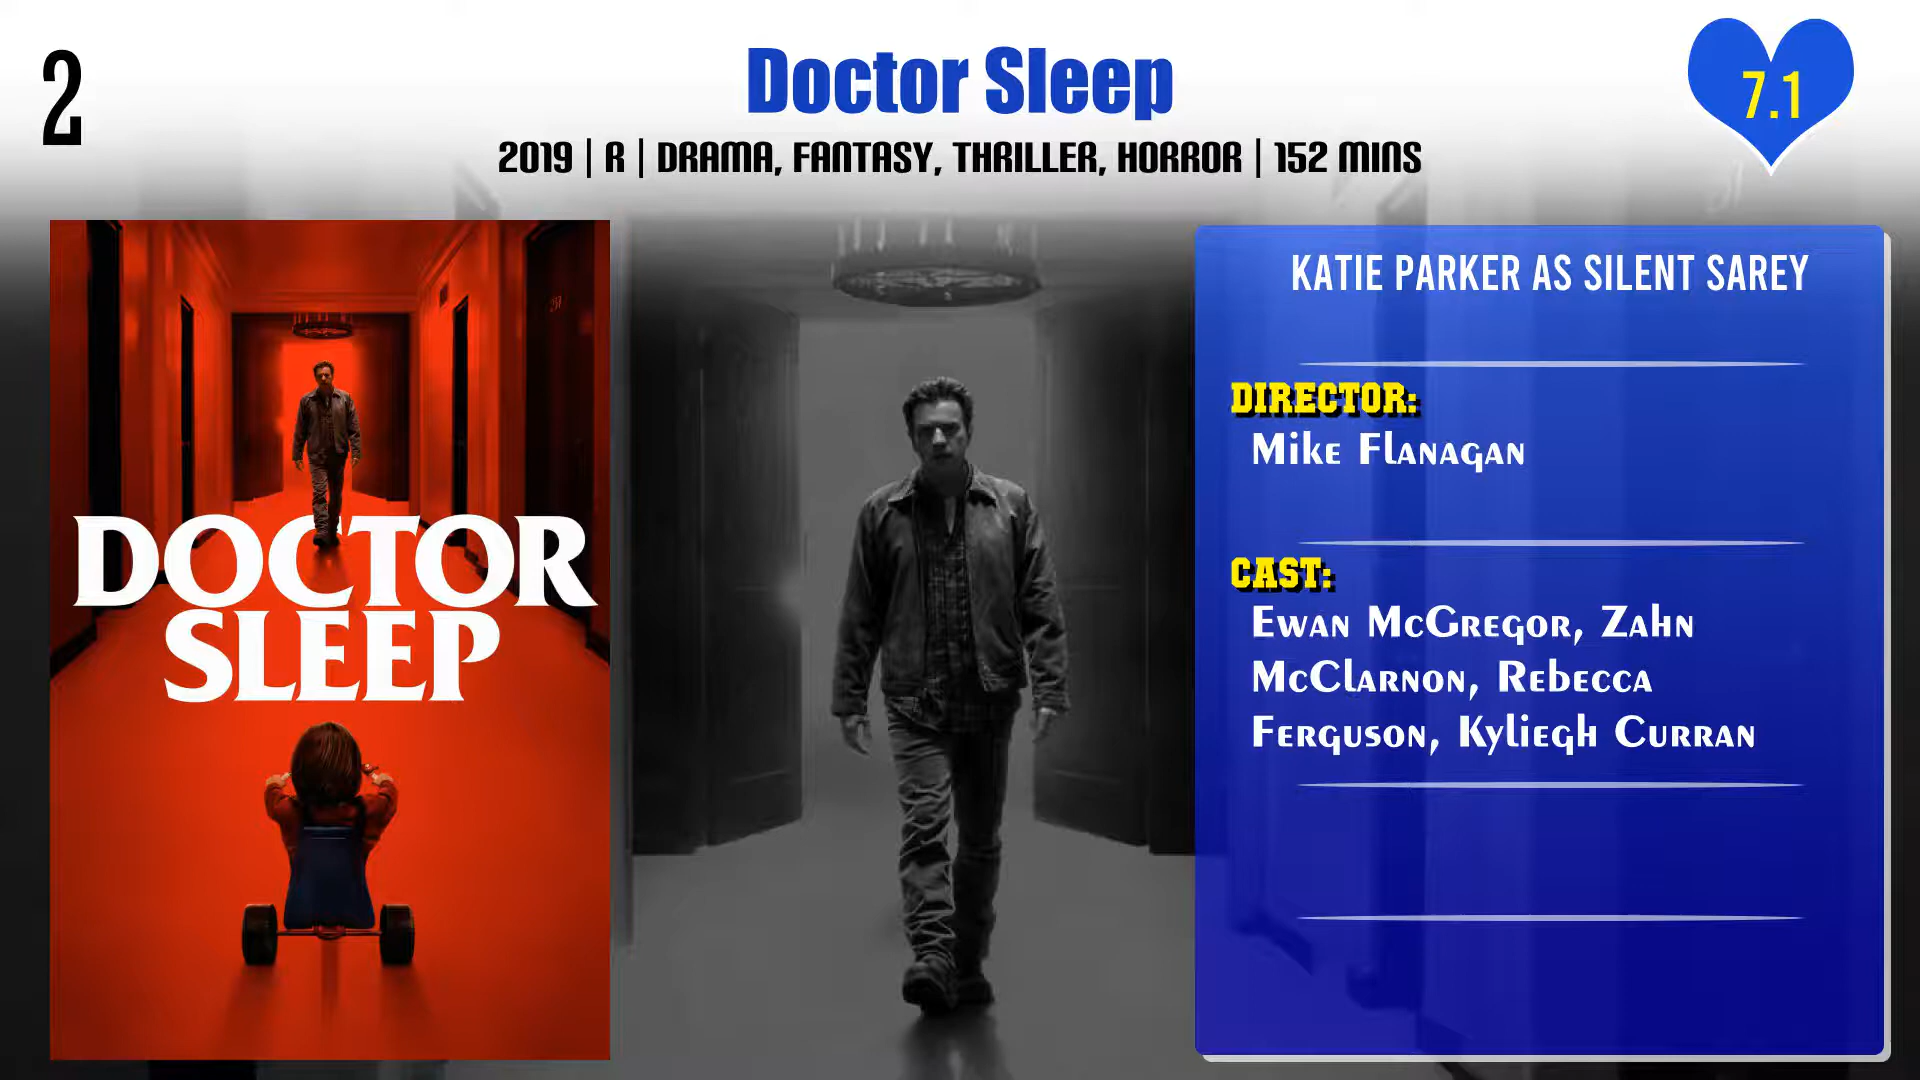 2
Doctor Sleep
7.1
2019 | R | DRAMA, FANTASY, THRILLER, HORROR | 152 MINS
DOCTOR
SLEEP
KATIE PARKER AS SILENT SAREY
DIRECTOR:
Mike Flanagan
CAST:
Ewan McGregor, Zahn
McClarnon, Rebecca
Ferguson, Kyliegh Curran